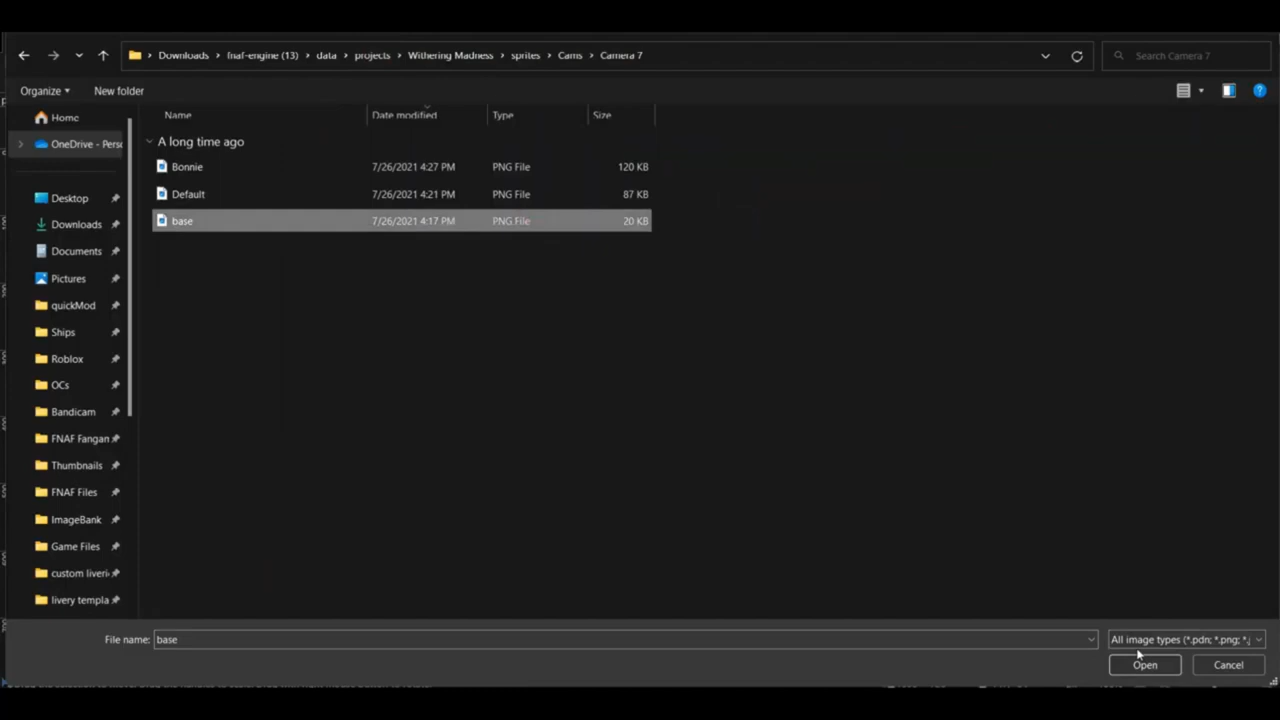 Downloads > fnaf-engine (13) > data > projects > Withering Madness > sprites > Cams > Camera 7
Search Camera 7
Organize
New folder
Name
Date modified
Type
Size
Home
OneDrive - Perso
A long time ago
Bonnie 7/26/2021 4:27 PM PNG File 120 KB
Default 7/26/2021 4:21 PM PNG File 87 KB
base 7/26/2021 4:17 PM PNG File 20 KB
Desktop
Downloads
Documents
Pictures
quickMod
Ships
Roblox
OCs
Bandicam
FNAF Fangan
Thumbnails
FNAF Files
ImageBank
Game Files
custom liveri
livery templa
File name: base
All image types (*.pdn; *.png; *.j
Open
Cancel